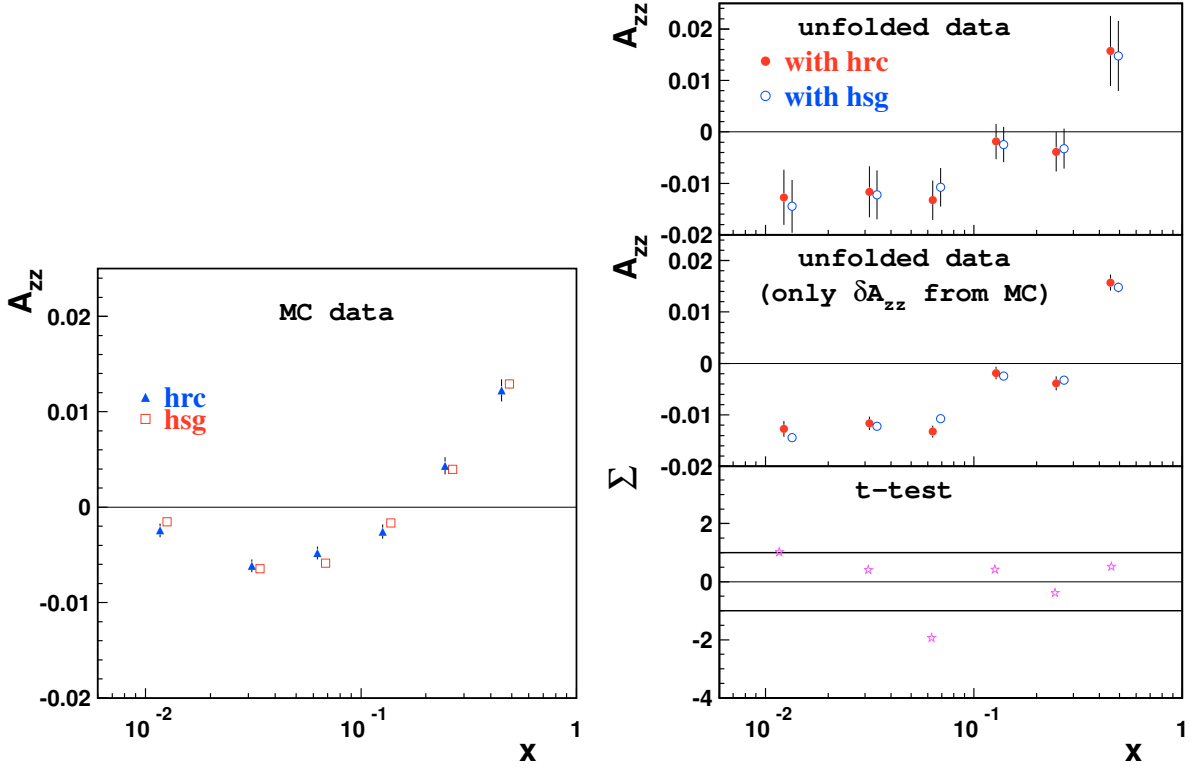 A_zz
MC data
0.02
0.01
hrc
hsg
0
-0.01
-0.02
10^-2
10^-1
1
x
A_zz
unfolded data
0.02
with hrc
with hsg
0.01
0
-0.01
-0.02
A_zz
unfolded data
(only δA_zz from MC)
0.02
0.01
0
-0.01
-0.02
Σ
t-test
2
0
-2
-4
10^-2
10^-1
1
x